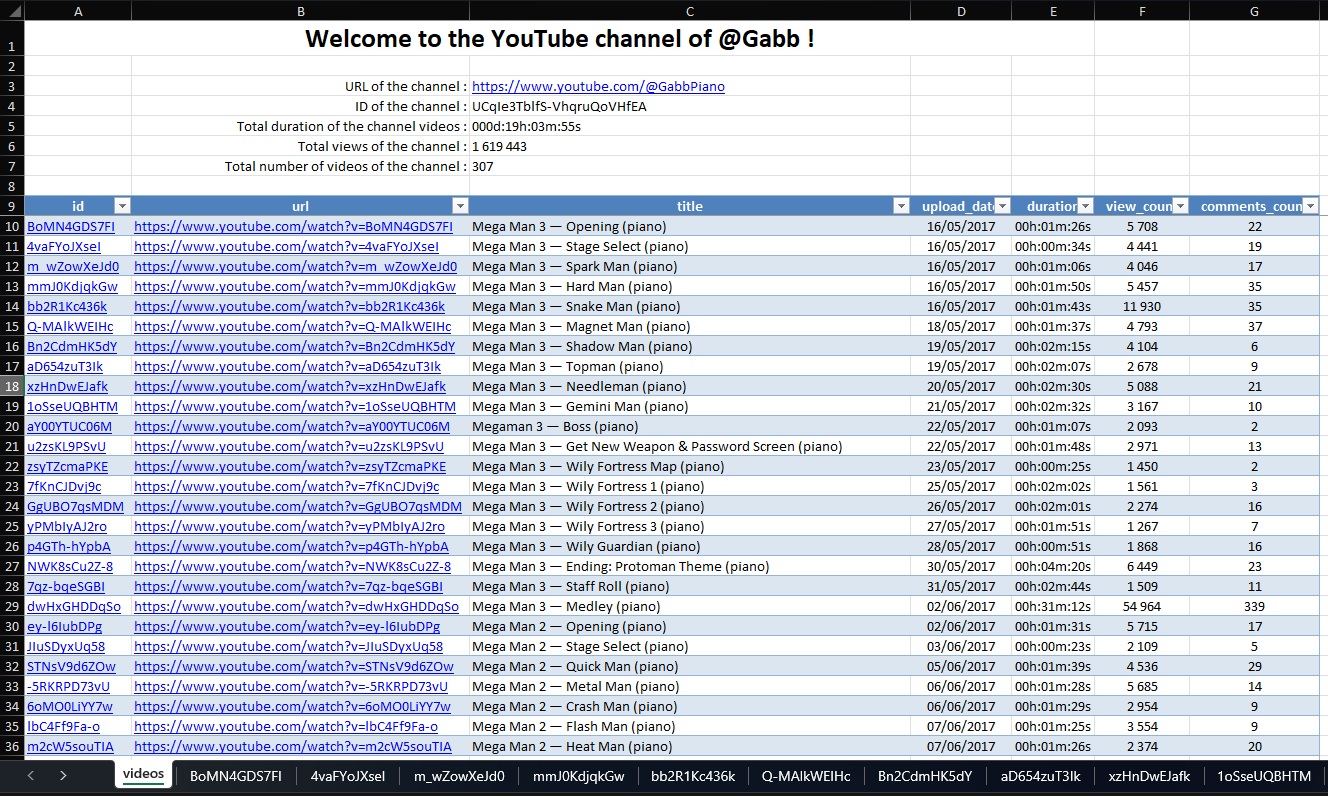 A B C D E F G
1 Welcome to the YouTube channel of @Gabb !
2
3 URL of the channel : https://www.youtube.com/@GabbPiano
4 ID of the channel : UCqIe3TblfS-VhqruQoVHfEA
5 Total duration of the channel videos : 000d:19h:03m:55s
6 Total views of the channel : 1 619 443
7 Total number of videos of the channel : 307
8
9 id url title upload_dat duration view_coun comments_coun
10 BoMN4GDS7FI https://www.youtube.com/watch?v=BoMN4GDS7FI Mega Man 3 — Opening (piano) 16/05/2017 00h:01m:26s 5 708 22
11 4vaFYoJXseI https://www.youtube.com/watch?v=4vaFYoJXseI Mega Man 3 — Stage Select (piano) 16/05/2017 00h:00m:34s 4 441 19
12 m_wZowXeJd0 https://www.youtube.com/watch?v=m_wZowXeJd0 Mega Man 3 — Spark Man (piano) 16/05/2017 00h:01m:06s 4 046 17
13 mmJ0KdjqkGw https://www.youtube.com/watch?v=mmJ0KdjqkGw Mega Man 3 — Hard Man (piano) 16/05/2017 00h:01m:50s 5 457 35
14 bb2R1Kc436k https://www.youtube.com/watch?v=bb2R1Kc436k Mega Man 3 — Snake Man (piano) 16/05/2017 00h:01m:43s 11 930 35
15 Q-MAlkWEIHc https://www.youtube.com/watch?v=Q-MAlkWEIHc Mega Man 3 — Magnet Man (piano) 18/05/2017 00h:01m:37s 4 793 37
16 Bn2CdmHK5dY https://www.youtube.com/watch?v=Bn2CdmHK5dY Mega Man 3 — Shadow Man (piano) 19/05/2017 00h:02m:15s 4 104 6
17 aD654zuT3Ik https://www.youtube.com/watch?v=aD654zuT3Ik Mega Man 3 — Topman (piano) 19/05/2017 00h:02m:07s 2 678 9
18 xzHnDwEJafk https://www.youtube.com/watch?v=xzHnDwEJafk Mega Man 3 — Needleman (piano) 20/05/2017 00h:02m:30s 5 088 21
19 1oSseUQBHTM https://www.youtube.com/watch?v=1oSseUQBHTM Mega Man 3 — Gemini Man (piano) 21/05/2017 00h:02m:32s 3 167 10
20 aY00YTUC06M https://www.youtube.com/watch?v=aY00YTUC06M Megaman 3 — Boss (piano) 22/05/2017 00h:01m:07s 2 093 2
21 u2zsKL9PSvU https://www.youtube.com/watch?v=u2zsKL9PSvU Mega Man 3 — Get New Weapon & Password Screen (piano) 22/05/2017 00h:01m:48s 2 971 13
22 zsyTZcmaPKE https://www.youtube.com/watch?v=zsyTZcmaPKE Mega Man 3 — Wily Fortress Map (piano) 23/05/2017 00h:00m:25s 1 450 2
23 7fKnCJDvj9c https://www.youtube.com/watch?v=7fKnCJDvj9c Mega Man 3 — Wily Fortress 1 (piano) 25/05/2017 00h:02m:02s 1 561 3
24 GgUBO7qsMDM https://www.youtube.com/watch?v=GgUBO7qsMDM Mega Man 3 — Wily Fortress 2 (piano) 26/05/2017 00h:02m:01s 2 274 16
25 yPMbIyAJ2ro https://www.youtube.com/watch?v=yPMbIyAJ2ro Mega Man 3 — Wily Fortress 3 (piano) 27/05/2017 00h:01m:51s 1 267 7
26 p4GTh-hYpbA https://www.youtube.com/watch?v=p4GTh-hYpbA Mega Man 3 — Wily Guardian (piano) 28/05/2017 00h:00m:51s 1 868 16
27 NWK8sCu2Z-8 https://www.youtube.com/watch?v=NWK8sCu2Z-8 Mega Man 3 — Ending: Protoman Theme (piano) 30/05/2017 00h:04m:20s 6 449 23
28 7qz-bqeSGBI https://www.youtube.com/watch?v=7qz-bqeSGBI Mega Man 3 — Staff Roll (piano) 31/05/2017 00h:02m:44s 1 509 11
29 dwHxGHDDqSo https://www.youtube.com/watch?v=dwHxGHDDqSo Mega Man 3 — Medley (piano) 02/06/2017 00h:31m:12s 54 964 339
30 ey-l6IubDPg https://www.youtube.com/watch?v=ey-l6IubDPg Mega Man 2 — Opening (piano) 02/06/2017 00h:01m:31s 5 715 17
31 JIuSDyxUq58 https://www.youtube.com/watch?v=JIuSDyxUq58 Mega Man 2 — Stage Select (piano) 03/06/2017 00h:00m:23s 2 109 5
32 STNsV9d6ZOw https://www.youtube.com/watch?v=STNsV9d6ZOw Mega Man 2 — Quick Man (piano) 05/06/2017 00h:01m:39s 4 536 29
33 -5RKRPD73vU https://www.youtube.com/watch?v=-5RKRPD73vU Mega Man 2 — Metal Man (piano) 06/06/2017 00h:01m:28s 5 685 14
34 6oMO0LiYY7w https://www.youtube.com/watch?v=6oMO0LiYY7w Mega Man 2 — Crash Man (piano) 06/06/2017 00h:01m:29s 2 954 9
35 lbC4Ff9Fa-o https://www.youtube.com/watch?v=lbC4Ff9Fa-o Mega Man 2 — Flash Man (piano) 07/06/2017 00h:01m:25s 3 554 9
36 m2cW5souTIA https://www.youtube.com/watch?v=m2cW5souTIA Mega Man 2 — Heat Man (piano) 07/06/2017 00h:01m:26s 2 374 20
videos BoMN4GDS7FI 4vaFYoJXseI m_wZowXeJd0 mmJ0KdjqkGw bb2R1Kc436k Q-MAlkWEIHc Bn2CdmHK5dY aD654zuT3Ik xzHnDwEJafk 1oSseUQBHTM